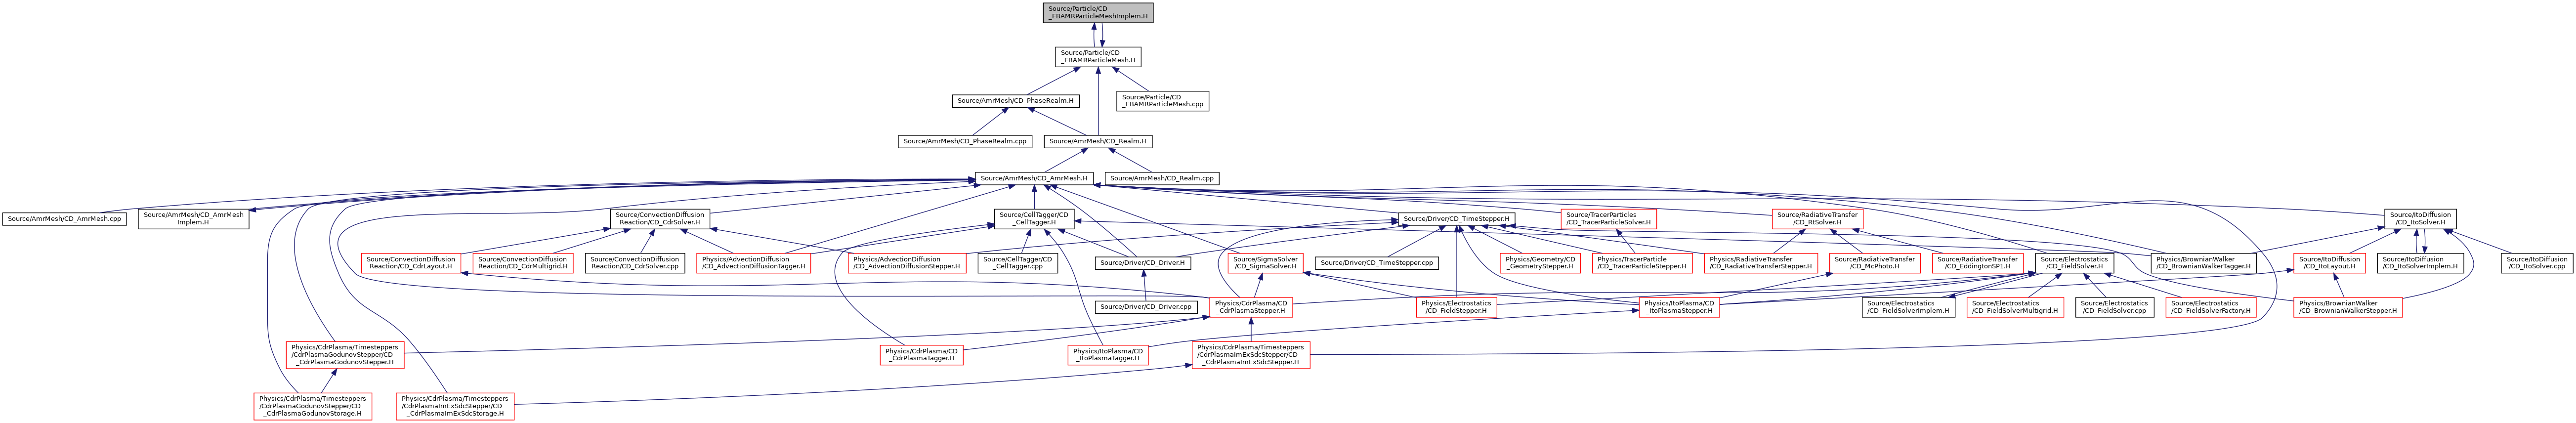 Source/Particle/CD
_EBAMRParticleMeshImplem.H
Source/Particle/CD
_EBAMRParticleMesh.H
Source/AmrMesh/CD_PhaseRealm.H
Source/Particle/CD
_EBAMRParticleMesh.cpp
Source/AmrMesh/CD_PhaseRealm.cpp
Source/AmrMesh/CD_Realm.H
Source/AmrMesh/CD_AmrMesh.H
Source/AmrMesh/CD_Realm.cpp
Source/AmrMesh/CD_AmrMesh.cpp
Source/AmrMesh/CD_AmrMesh
Implem.H
Source/ConvectionDiffusion
Reaction/CD_CdrSolver.H
Source/CellTagger/CD
_CellTagger.H
Source/Driver/CD_TimeStepper.H
Source/TracerParticles
/CD_TracerParticleSolver.H
Source/RadiativeTransfer
/CD_RtSolver.H
Source/ItoDiffusion
/CD_ItoSolver.H
Source/ConvectionDiffusion
Reaction/CD_CdrLayout.H
Source/ConvectionDiffusion
Reaction/CD_CdrMultigrid.H
Source/ConvectionDiffusion
Reaction/CD_CdrSolver.cpp
Physics/AdvectionDiffusion
/CD_AdvectionDiffusionTagger.H
Physics/AdvectionDiffusion
/CD_AdvectionDiffusionStepper.H
Source/CellTagger/CD
_CellTagger.cpp
Source/Driver/CD_Driver.H
Source/SigmaSolver
/CD_SigmaSolver.H
Source/Driver/CD_TimeStepper.cpp
Physics/Geometry/CD
_GeometryStepper.H
Physics/TracerParticle
/CD_TracerParticleStepper.H
Physics/RadiativeTransfer
/CD_RadiativeTransferStepper.H
Source/RadiativeTransfer
/CD_McPhoto.H
Source/RadiativeTransfer
/CD_EddingtonSP1.H
Source/Electrostatics
/CD_FieldSolver.H
Physics/BrownianWalker
/CD_BrownianWalkerTagger.H
Source/ItoDiffusion
/CD_ItoLayout.H
Source/ItoDiffusion
/CD_ItoSolverImplem.H
Source/ItoDiffusion
/CD_ItoSolver.cpp
Source/Driver/CD_Driver.cpp
Physics/CdrPlasma/CD
_CdrPlasmaStepper.H
Physics/Electrostatics
/CD_FieldStepper.H
Physics/ItoPlasma/CD
_ItoPlasmaStepper.H
Source/Electrostatics
/CD_FieldSolverImplem.H
Source/Electrostatics
/CD_FieldSolverMultigrid.H
Source/Electrostatics
/CD_FieldSolver.cpp
Source/Electrostatics
/CD_FieldSolverFactory.H
Physics/BrownianWalker
/CD_BrownianWalkerStepper.H
Physics/CdrPlasma/Timesteppers
/CdrPlasmaGodunovStepper/CD
_CdrPlasmaGodunovStepper.H
Physics/CdrPlasma/CD
_CdrPlasmaTagger.H
Physics/ItoPlasma/CD
_ItoPlasmaTagger.H
Physics/CdrPlasma/Timesteppers
/CdrPlasmaImExSdcStepper/CD
_CdrPlasmaImExSdcStepper.H
Physics/CdrPlasma/Timesteppers
/CdrPlasmaGodunovStepper/CD
_CdrPlasmaGodunovStorage.H
Physics/CdrPlasma/Timesteppers
/CdrPlasmaImExSdcStepper/CD
_CdrPlasmaImExSdcStorage.H